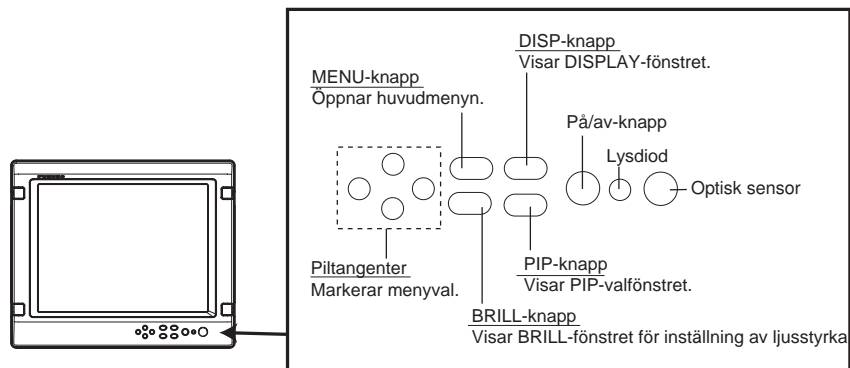 DISP-knapp
Visar DISPLAY-fönstret.
MENU-knapp
Öppnar huvudmenyn.
På/av-knapp
Lysdiod
Optisk sensor
Piltangenter
Markerar menyval.
PIP-knapp
Visar PIP-valfönstret.
BRILL-knapp
Visar BRILL-fönstret för inställning av ljusstyrka